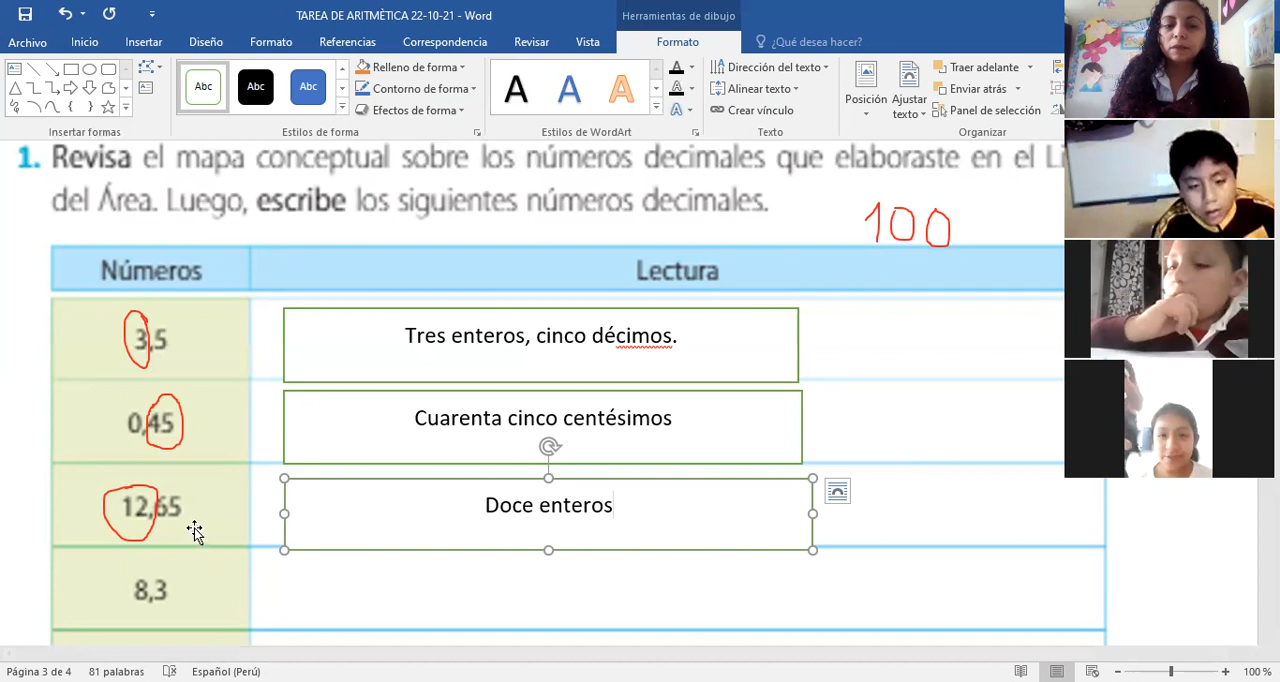 TAREA DE ARITMÈTICA 22-10-21 - Word
Herramientas de dibujo
Archivo Inicio Insertar Diseño Formato Referencias Correspondencia Revisar Vista Formato ¿Qué desea hacer?
Abc Abc Abc
Relleno de forma
Contorno de forma
Efectos de forma
A A A
A
A
A
Dirección del texto
Alinear texto
Crear vínculo
Posición
Ajustar
texto
Traer adelante
Enviar atrás
Panel de selección
Insertar formas Estilos de forma Estilos de WordArt Texto Organizar
1. Revisa el mapa conceptual sobre los números decimales que elaboraste en el Li
del Área. Luego, escribe los siguientes números decimales.
100
Números Lectura
3,5 Tres enteros, cinco décimos.
0,45 Cuarenta cinco centésimos
12,65 Doce enteros
8,3
Página 3 de 4 81 palabras Español (Perú) 100 %